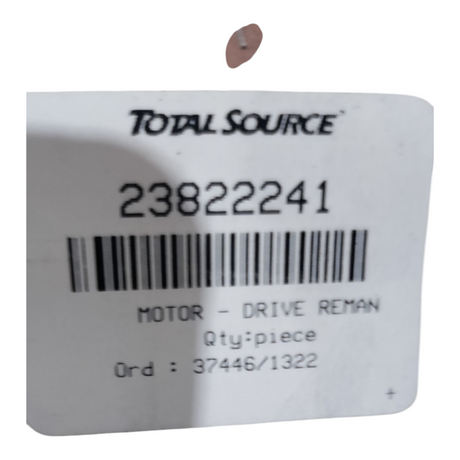 TOTAL SOURCE
23822241
MOTOR - DRIVE REMAN
Qty:piece
Ord : 37446/1322